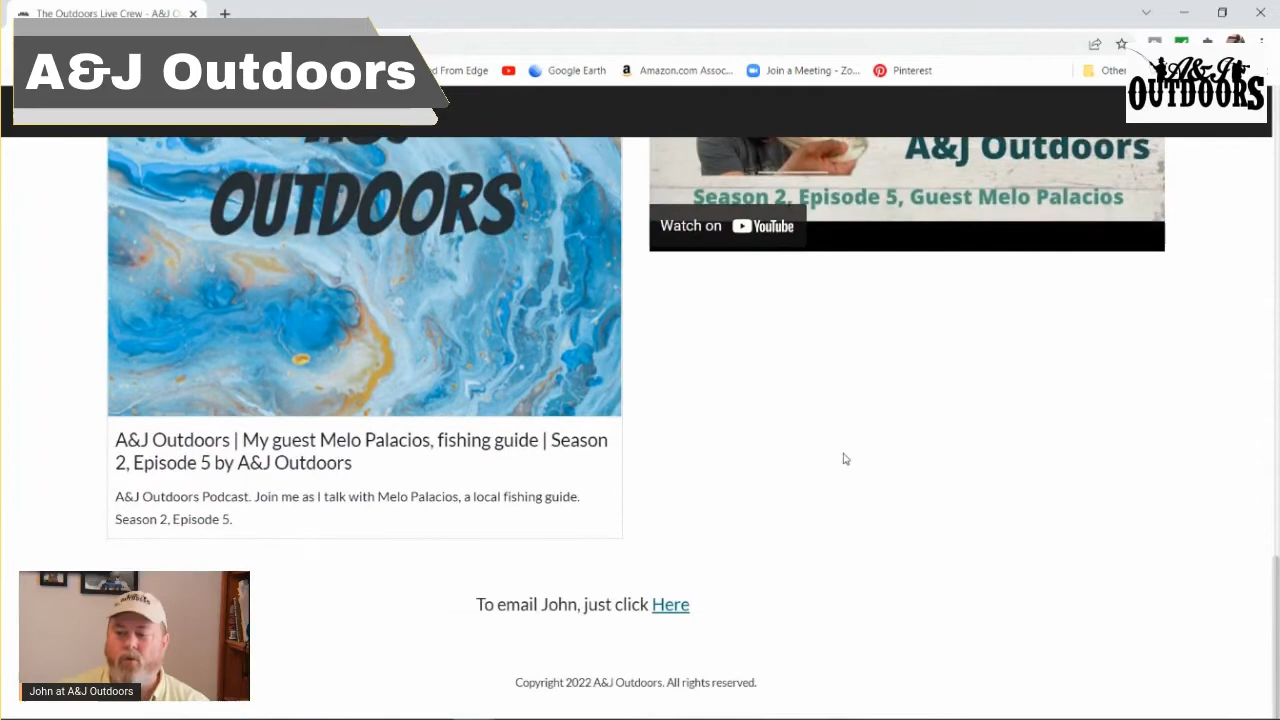 The Outdoors Live Crew - A&J O
A&J Outdoors
d From Edge
Google Earth
Amazon.com Assoc...
Join a Meeting - Zo...
Pinterest
Other
A&J
OUTDOORS
OUTDOORS
A&J Outdoors
Season 2, Episode 5, Guest Melo Palacios
Watch on YouTube
A&J Outdoors | My guest Melo Palacios, fishing guide | Season
2, Episode 5 by A&J Outdoors
A&J Outdoors Podcast. Join me as I talk with Melo Palacios, a local fishing guide.
Season 2, Episode 5.
To email John, just click Here
John at A&J Outdoors
Copyright 2022 A&J Outdoors. All rights reserved.